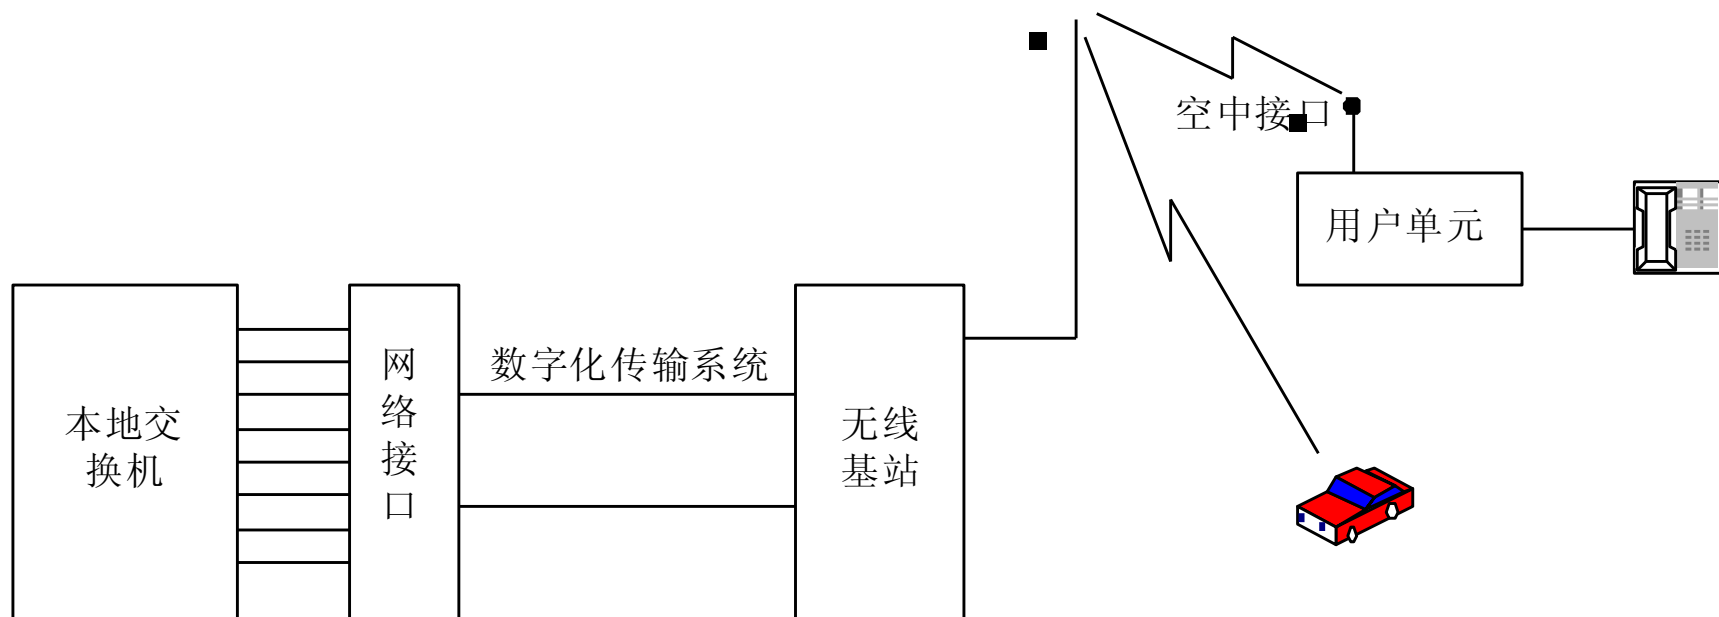 空中接口
用户单元
数字化传输系统
本地交
换机
网
络
接
口
无线
基站